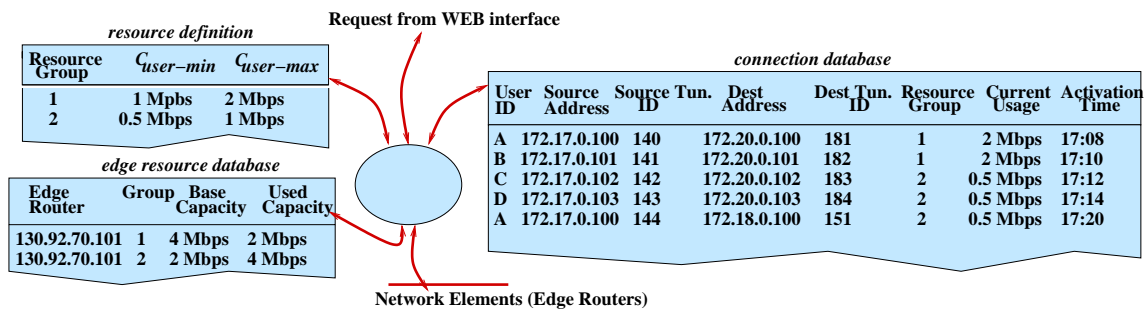 Request from WEB interface
resource definition
Resource Group C user-min C user-max
1 1 Mpbs 2 Mbps
2 0.5 Mbps 1 Mbps
edge resource database
Edge Router Group Base Capacity Used Capacity
130.92.70.101 1 4 Mbps 2 Mbps
130.92.70.101 2 2 Mbps 4 Mbps
connection database
User ID Source Address Source Tun. ID Dest Address Dest Tun. ID Resource Group Current Usage Activation Time
A 172.17.0.100 140 172.20.0.100 181 1 2 Mbps 17:08
B 172.17.0.101 141 172.20.0.101 182 1 2 Mbps 17:10
C 172.17.0.102 142 172.20.0.102 183 2 0.5 Mbps 17:12
D 172.17.0.103 143 172.20.0.103 184 2 0.5 Mbps 17:14
A 172.17.0.100 144 172.18.0.100 151 2 0.5 Mbps 17:20
Network Elements (Edge Routers)